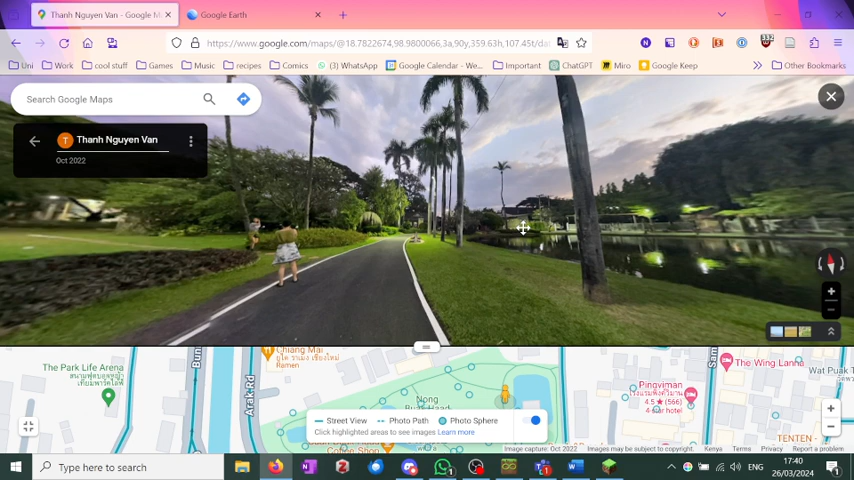 Thanh Nguyen Van - Google M
Google Earth
https://www.google.com/maps/@18.7822674,98.9800066,3a,90y,359.63h,107.45t/da
332
Uni
Work
cool stuff
Games
Music
recipes
Comics
(3) WhatsApp
Google Calendar - We...
Important
ChatGPT
Miro
Google Keep
Other Bookmarks
Search Google Maps
T
Thanh Nguyen Van
Oct 2022
The Park Life Arena
Arak Rd
Chiang Mai
Ramen
Nong
Pingviman
4.5 (566)
4-star hotel
The Wing Lanna
Wat Puak
TENTEN -
Street View
Photo Path
Photo Sphere
Click highlighted areas to see images Learn more
Image capture: Oct 2022
Images may be subject to copyright.
Kenya
Terms
Privacy
Report a problem
Type here to search
ENG
17:40
26/03/2024